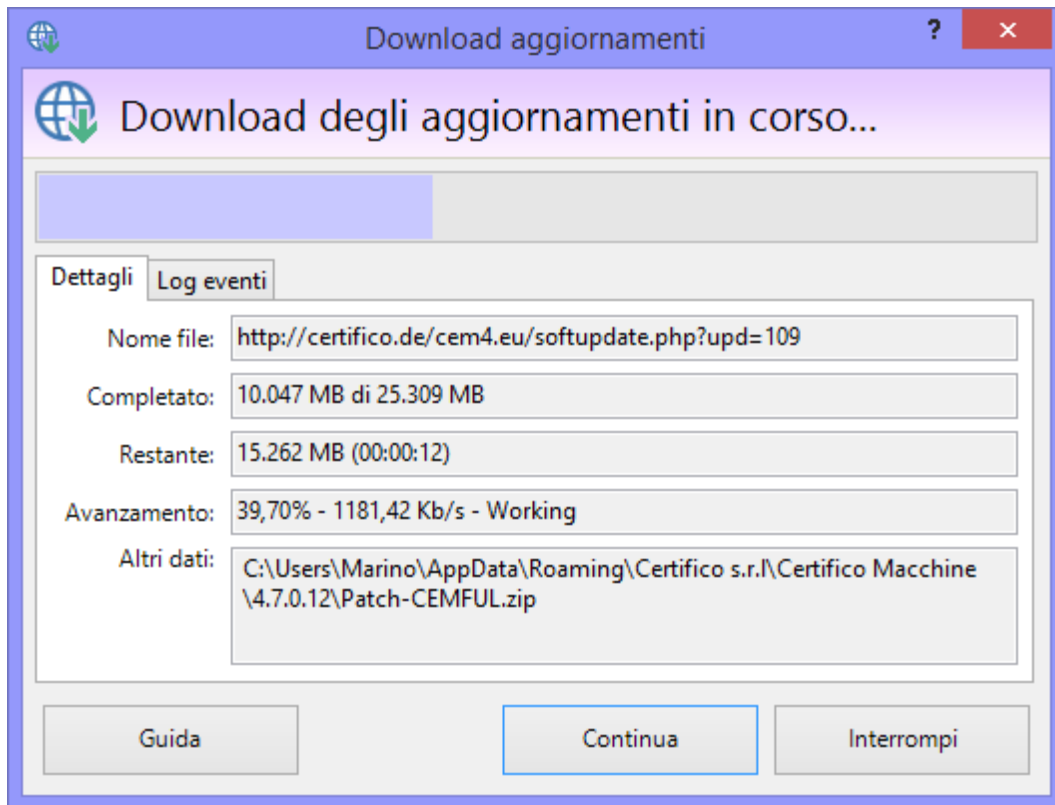 Download aggiornamenti
?
Download degli aggiornamenti in corso...
Dettagli
Log eventi
Nome file: http://certifico.de/cem4.eu/softupdate.php?upd=109
Completato: 10.047 MB di 25.309 MB
Restante: 15.262 MB (00:00:12)
Avanzamento: 39,70% - 1181,42 Kb/s - Working
Altri dati: C:\Users\Marino\AppData\Roaming\Certifico s.r.l\Certifico Macchine
\4.7.0.12\Patch-CEMFUL.zip
Guida
Continua
Interrompi